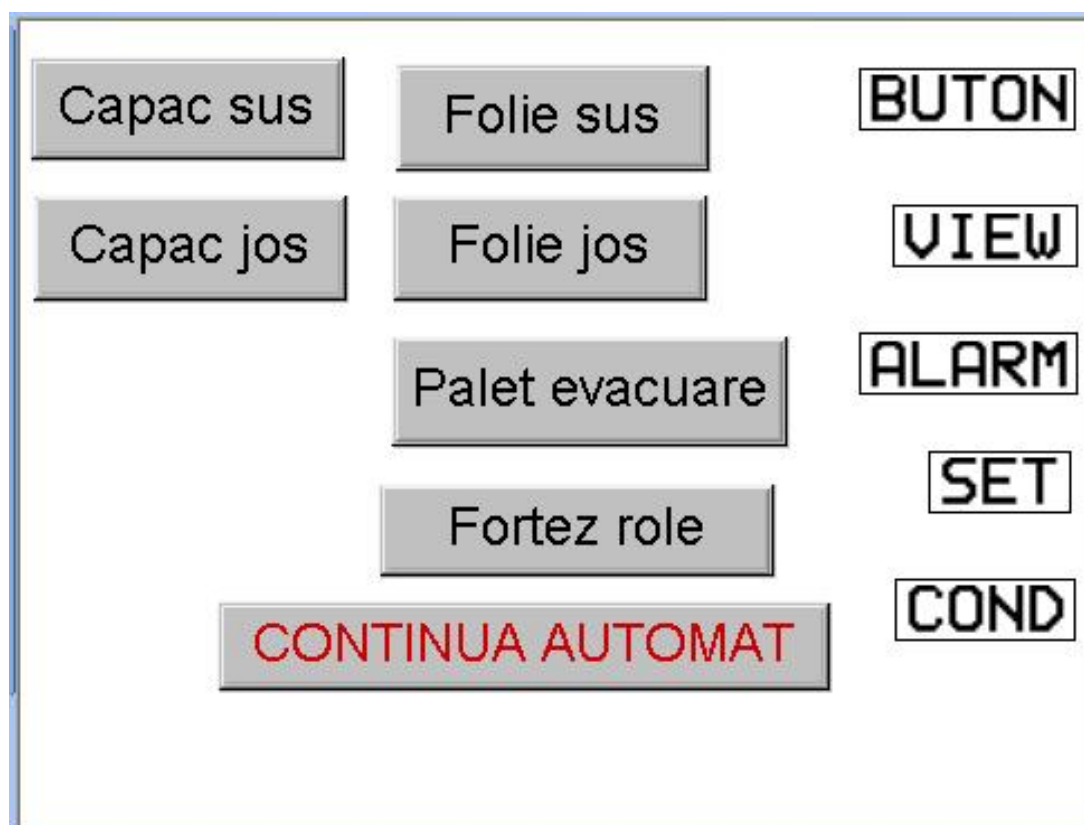 Capac sus
Folie sus
BUTON
Capac jos
Folie jos
VIEW
Palet evacuare
ALARM
Fortez role
SET
CONTINUA AUTOMAT
COND